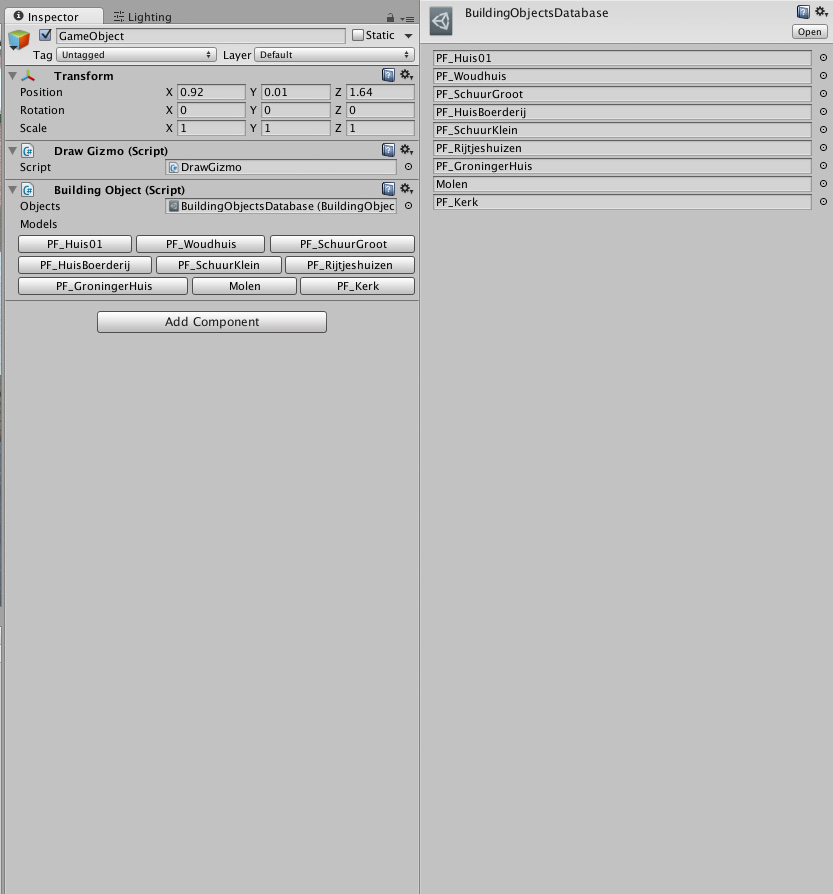 Inspector Lighting
GameObject Static
Tag Untagged Layer Default
Transform
Position X 0.92 Y 0.01 Z 1.64
Rotation X 0 Y 0 Z 0
Scale X 1 Y 1 Z 1
Draw Gizmo (Script)
Script DrawGizmo
Building Object (Script)
Objects BuildingObjectsDatabase (BuildingObjec
Models
PF_Huis01 PF_Woudhuis PF_SchuurGroot
PF_HuisBoerderij PF_SchuurKlein PF_Rijtjeshuizen
PF_GroningerHuis Molen PF_Kerk
Add Component
BuildingObjectsDatabase
Open
PF_Huis01
PF_Woudhuis
PF_SchuurGroot
PF_HuisBoerderij
PF_SchuurKlein
PF_Rijtjeshuizen
PF_GroningerHuis
Molen
PF_Kerk